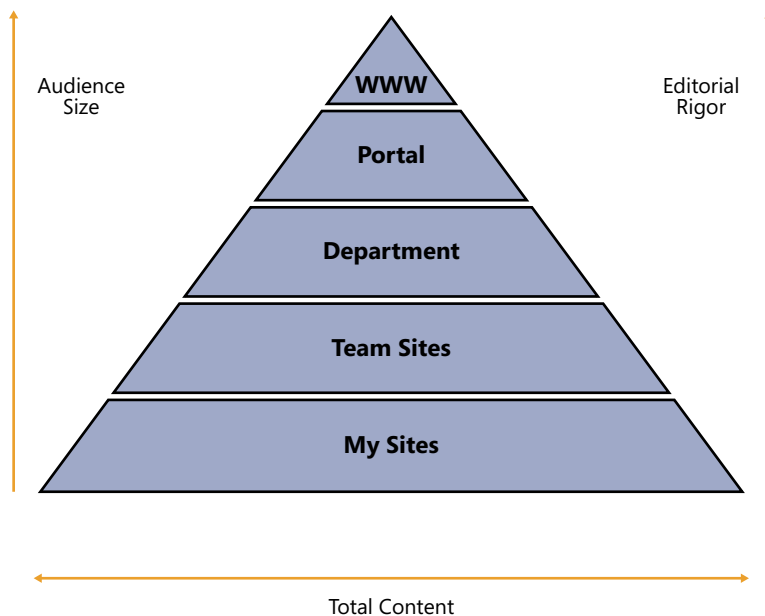 WWW
Audience
Size
Editorial
Rigor
Portal
Department
Team Sites
My Sites
Total Content